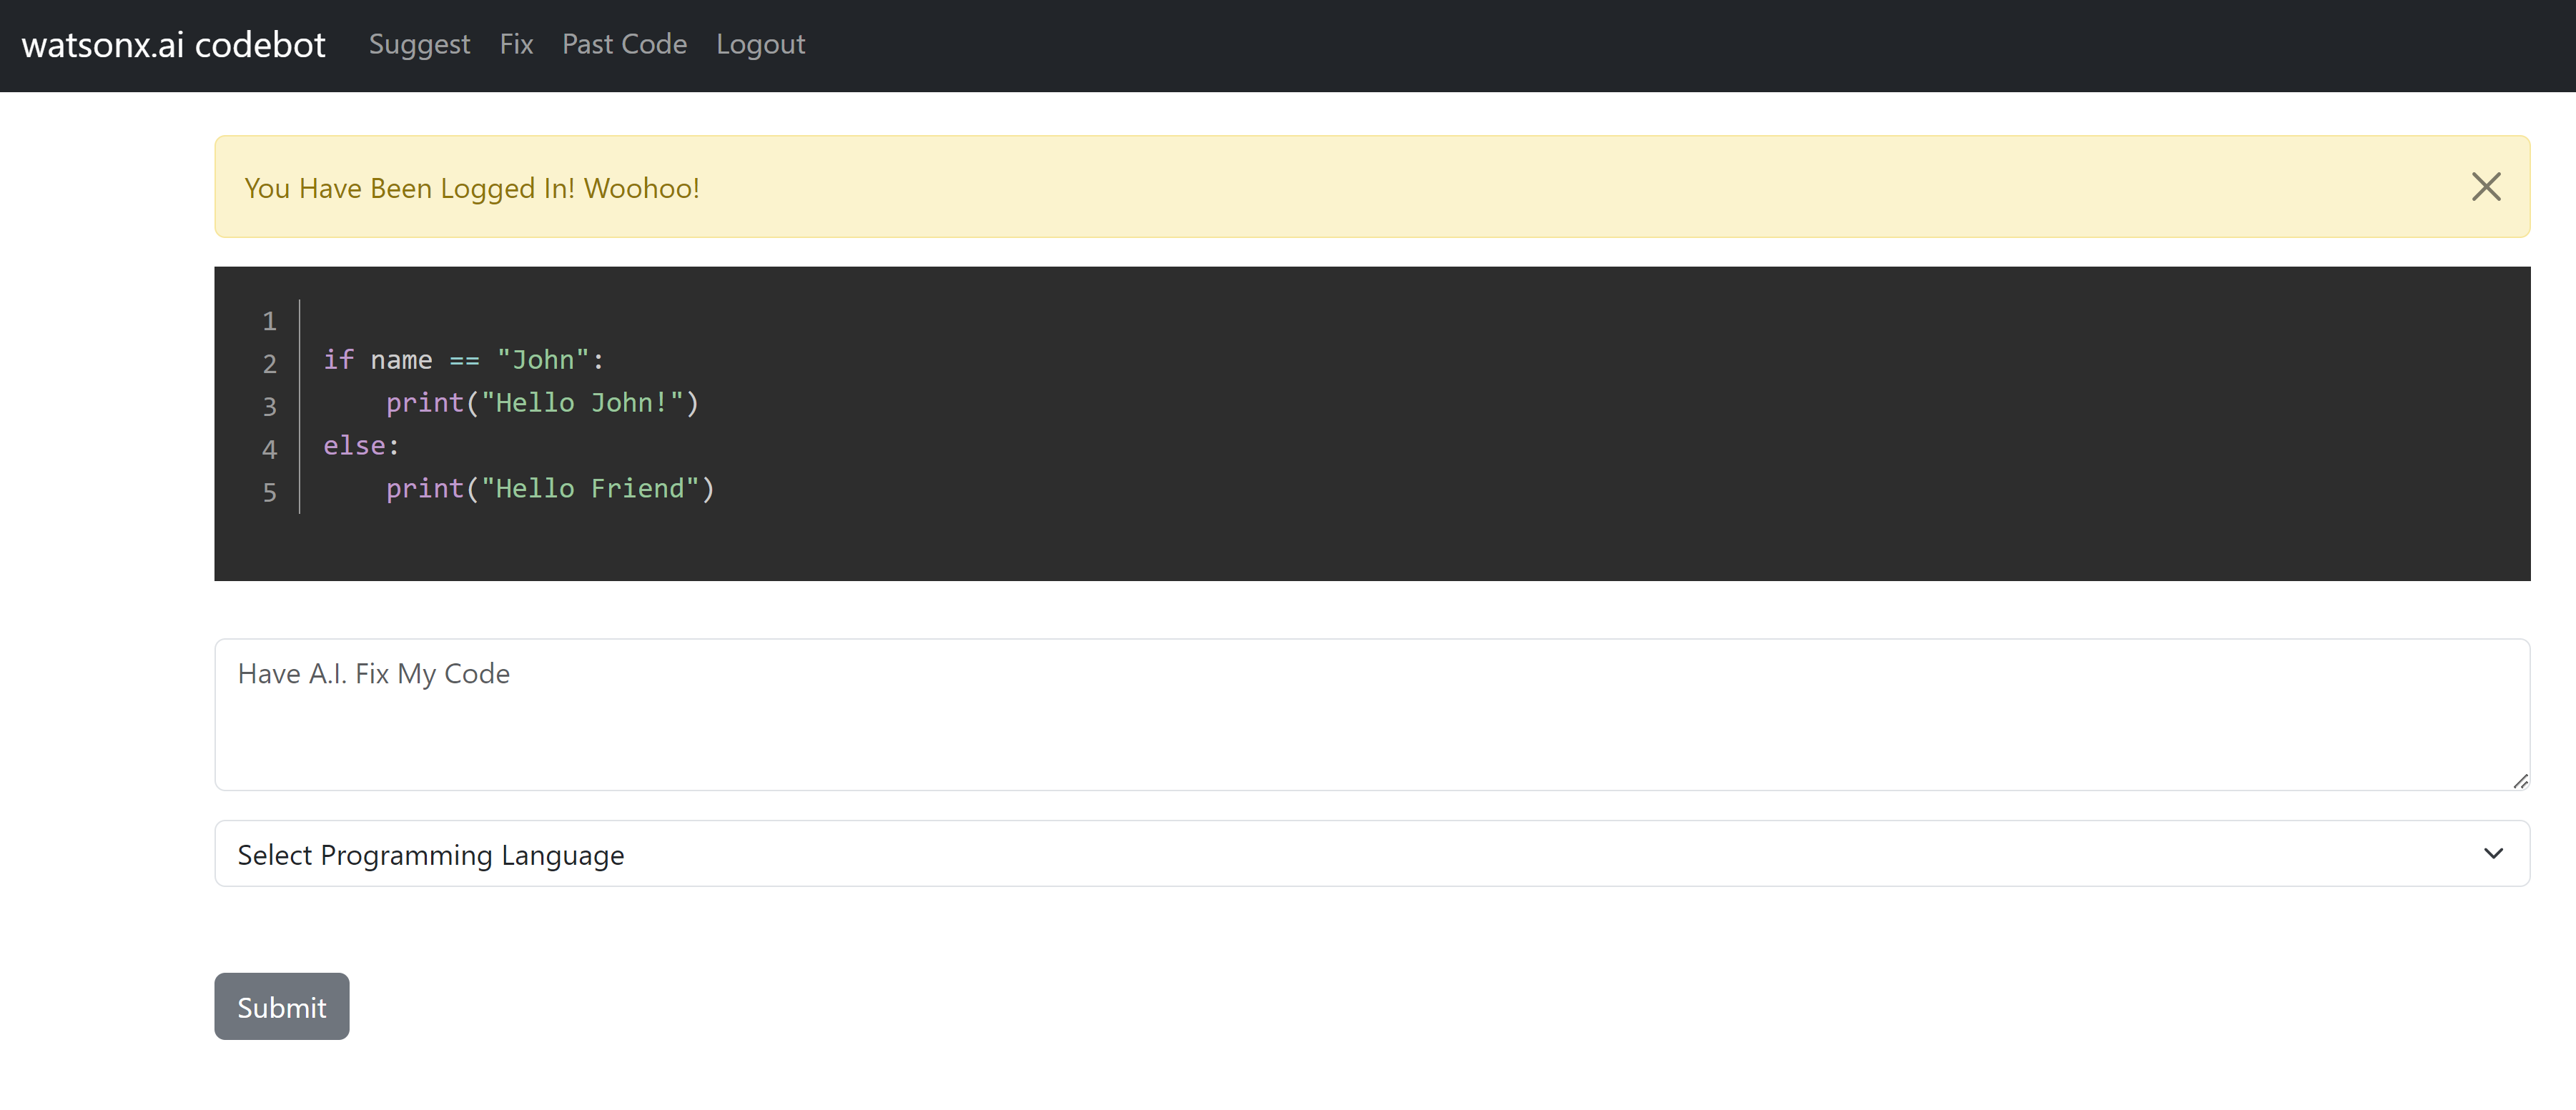 watsonx.ai codebot Suggest Fix Past Code Logout
You Have Been Logged In! Woohoo!
1
2 if name == "John":
3     print("Hello John!")
4 else:
5     print("Hello Friend")
Have A.I. Fix My Code
Select Programming Language
Submit